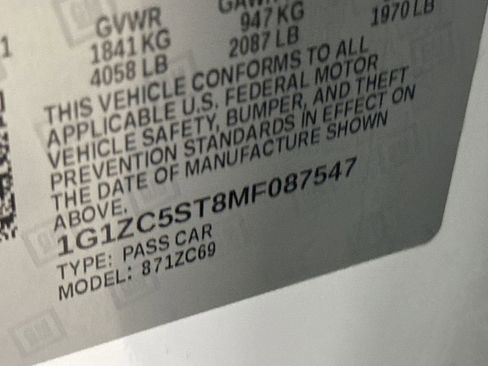 GVWR
1841 KG
4058 LB
947 KG
2087 LB
1970 LB
1
THIS VEHICLE CONFORMS TO ALL
APPLICABLE U.S. FEDERAL MOTOR
VEHICLE SAFETY, BUMPER, AND THEFT
PREVENTION STANDARDS IN EFFECT ON
THE DATE OF MANUFACTURE SHOWN
ABOVE.
1G1ZC5ST8MF087547
TYPE: PASS CAR
MODEL: 871ZC69